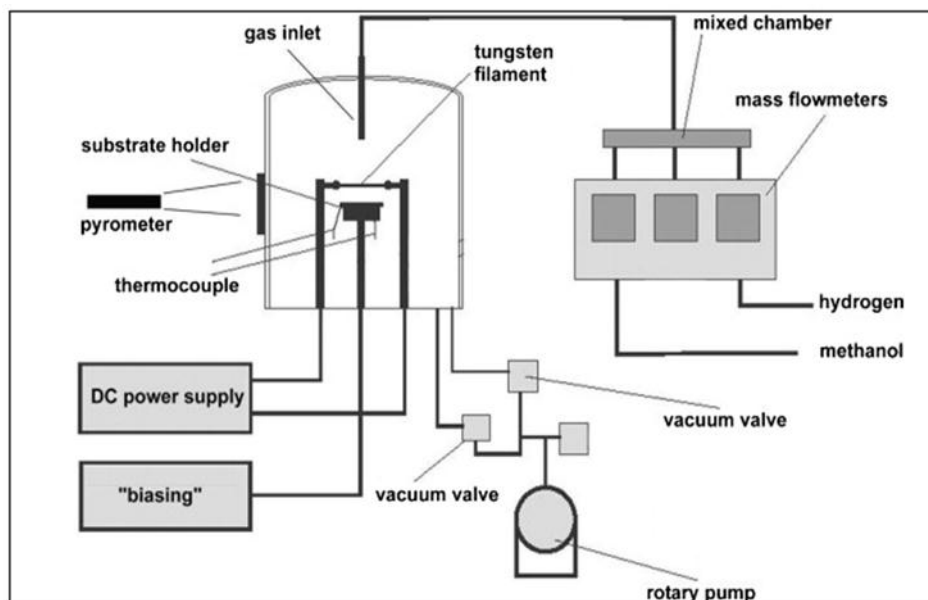 gas inlet
mixed chamber
tungsten
filament
mass flowmeters
substrate holder
pyrometer
thermocouple
hydrogen
methanol
DC power supply
vacuum valve
"biasing"
vacuum valve
rotary pump